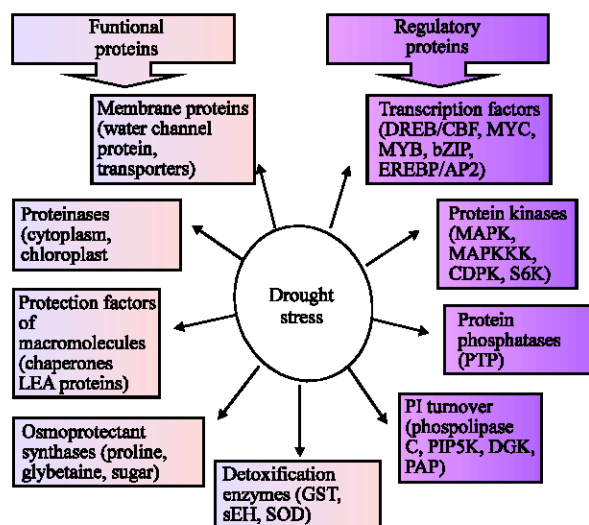 Funtional
proteins
Regulatory
proteins
Membrane proteins
(water channel
protein,
transporters)
Transcription factors
(DREB/CBF, MYC,
MYB, bZIP,
EREBP/AP2)
Proteinases
(cytoplasm,
chloroplast
Protein kinases
(MAPK,
MAPKKK,
CDPK, S6K)
Drought
stress
Protection factors
of
macromolecules
(chaperones
LEA proteins)
Protein
phosphatases
(PTP)
Osmoprotectant
synthases (proline,
glybetaine, sugar)
PI turnover
(phospolipase
C, PIP5K, DGK,
PAP)
Detoxification
enzymes (GST,
sEH, SOD)